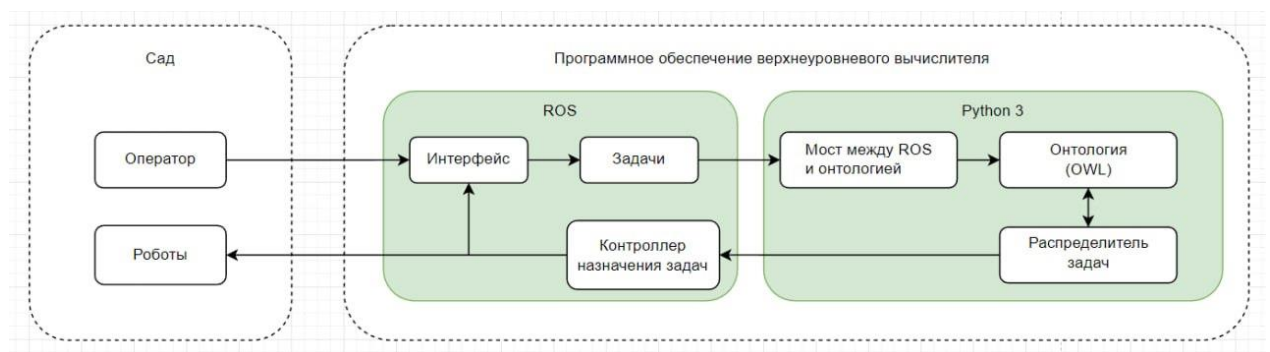 Сад
Программное обеспечение верхнеуровневого вычислителя
ROS
Python 3
Оператор
Интерфейс
Задачи
Мост между ROS
и онтологией
Онтология
(OWL)
Роботы
Контроллер
назначения задач
Распределитель
задач